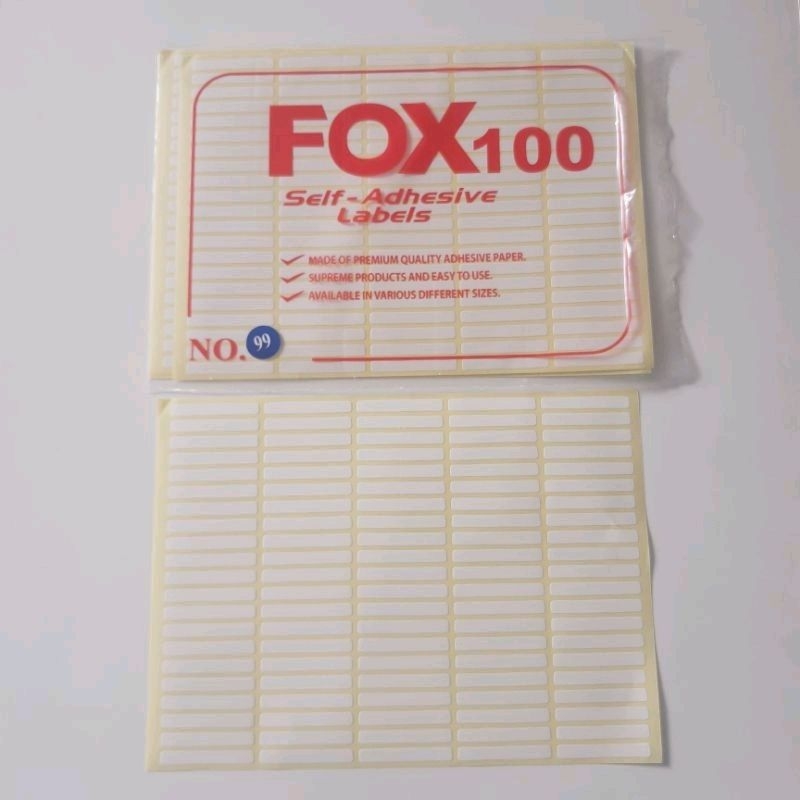 FOX100
Self-Adhesive
Labels
MADE OF PREMIUM QUALITY ADHESIVE PAPER.
SUPREME PRODUCTS AND EASY TO USE.
AVAILABLE IN VARIOUS DIFFERENT SIZES.
NO. 99